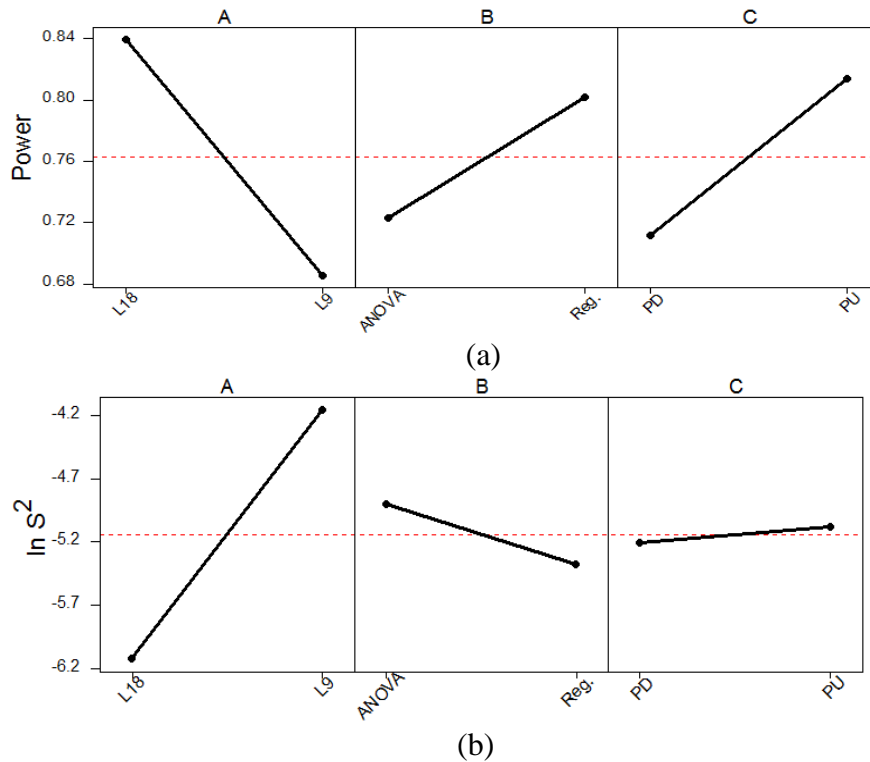 A B C
Power
0.84
0.80
0.76
0.72
0.68
L18 L9 ANOVA Reg. PD PU
(a)
A B C
ln S2
-4.2
-4.7
-5.2
-5.7
-6.2
L18 L9 ANOVA Reg. PD PU
(b)